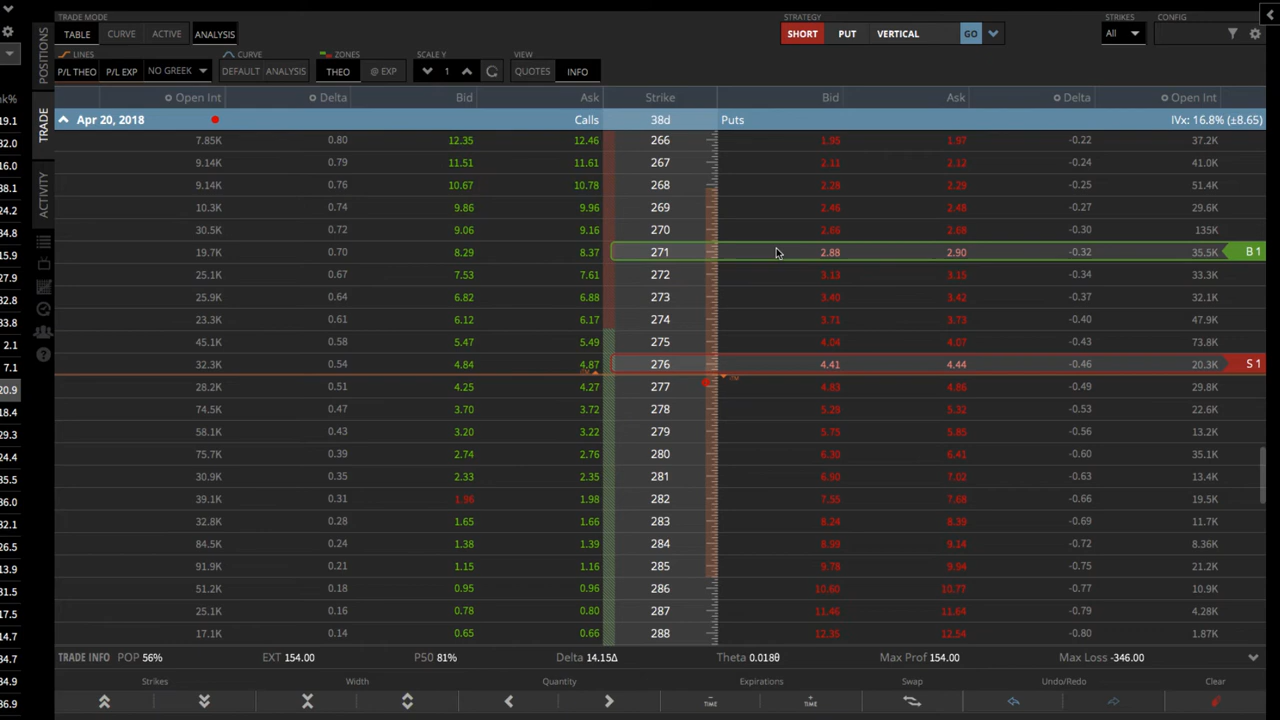 TRADE MODE STRATEGY STRIKES CONFIG
TABLE CURVE ACTIVE ANALYSIS SHORT PUT VERTICAL GO All
LINES CURVE ZONES SCALE Y VIEW
P/L THEO P/L EXP NO GREEK DEFAULT ANALYSIS THEO @ EXP 1 QUOTES INFO
POSITIONS
TRADE
ACTIVITY
Open Int Delta Bid Ask Strike Bid Ask Delta Open Int
Apr 20, 2018 Calls 38d Puts IVx: 16.8% (±8.65)
7.85K 0.80 12.35 12.46 266 1.95 1.97 -0.22 37.2K
9.14K 0.79 11.51 11.61 267 2.11 2.12 -0.24 41.0K
9.14K 0.76 10.67 10.78 268 2.28 2.29 -0.25 51.4K
10.3K 0.74 9.86 9.96 269 2.46 2.48 -0.27 29.6K
30.5K 0.72 9.06 9.16 270 2.66 2.68 -0.30 135K
19.7K 0.70 8.29 8.37 271 2.88 2.90 -0.32 35.5K B 1
25.1K 0.67 7.53 7.61 272 3.13 3.15 -0.34 33.3K
25.9K 0.64 6.82 6.88 273 3.40 3.42 -0.37 32.1K
23.3K 0.61 6.12 6.17 274 3.71 3.73 -0.40 47.9K
45.1K 0.58 5.47 5.49 275 4.04 4.07 -0.43 73.8K
32.3K 0.54 4.84 4.87 276 4.41 4.44 -0.46 20.3K S 1
28.2K 0.51 4.25 4.27 277 4.83 4.86 -0.49 29.8K
74.5K 0.47 3.70 3.72 278 5.28 5.32 -0.53 22.6K
58.1K 0.43 3.20 3.22 279 5.75 5.85 -0.56 13.2K
75.7K 0.39 2.74 2.76 280 6.30 6.41 -0.60 35.1K
30.9K 0.35 2.33 2.35 281 6.90 7.02 -0.63 13.4K
39.1K 0.31 1.96 1.98 282 7.55 7.68 -0.66 19.5K
32.8K 0.28 1.65 1.66 283 8.24 8.39 -0.69 11.7K
84.5K 0.24 1.38 1.39 284 8.99 9.14 -0.72 8.36K
91.9K 0.21 1.15 1.16 285 9.78 9.94 -0.75 21.2K
51.2K 0.18 0.95 0.96 286 10.60 10.77 -0.77 10.9K
25.1K 0.16 0.78 0.80 287 11.46 11.64 -0.79 4.28K
17.1K 0.14 0.65 0.66 288 12.35 12.54 -0.80 1.87K
TRADE INFO POP 56% EXT 154.00 P50 81% Delta 14.15Δ Theta 0.018θ Max Prof 154.00 Max Loss -346.00
Strikes Width Quantity Expirations Swap Undo/Redo Clear
TIME TIME